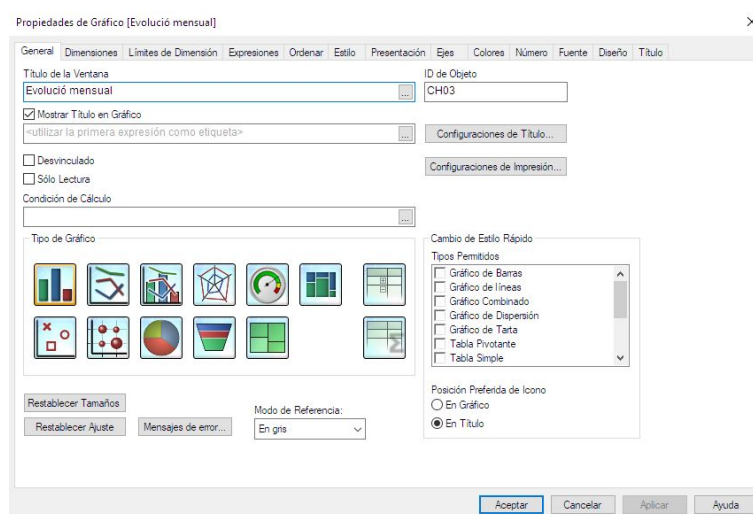 Propiedades de Gráfico [Evolució mensual]
General Dimensiones Límites de Dimensión Expresiones Ordenar Estilo Presentación Ejes Colores Número Fuente Diseño Título
Título de la Ventana
ID de Objeto
Evolució mensual
...
CH03
Mostrar Título en Gráfico
<utilizar la primera expresión como etiqueta>
...
Configuraciones de Título...
Desvinculado
Configuraciones de Impresión...
Sólo Lectura
Condición de Cálculo
...
Tipo de Gráfico
Cambio de Estilo Rápido
Tipos Permitidos
Gráfico de Barras
Gráfico de líneas
Gráfico Combinado
Gráfico de Dispersión
Gráfico de Tarta
Tabla Pivotante
Tabla Simple
Σ
Posición Preferida de Icono
En Gráfico
En Título
Restablecer Tamaños
Modo de Referencia:
Restablecer Ajuste Mensajes de error... En gris
Aceptar Cancelar Aplicar Ayuda